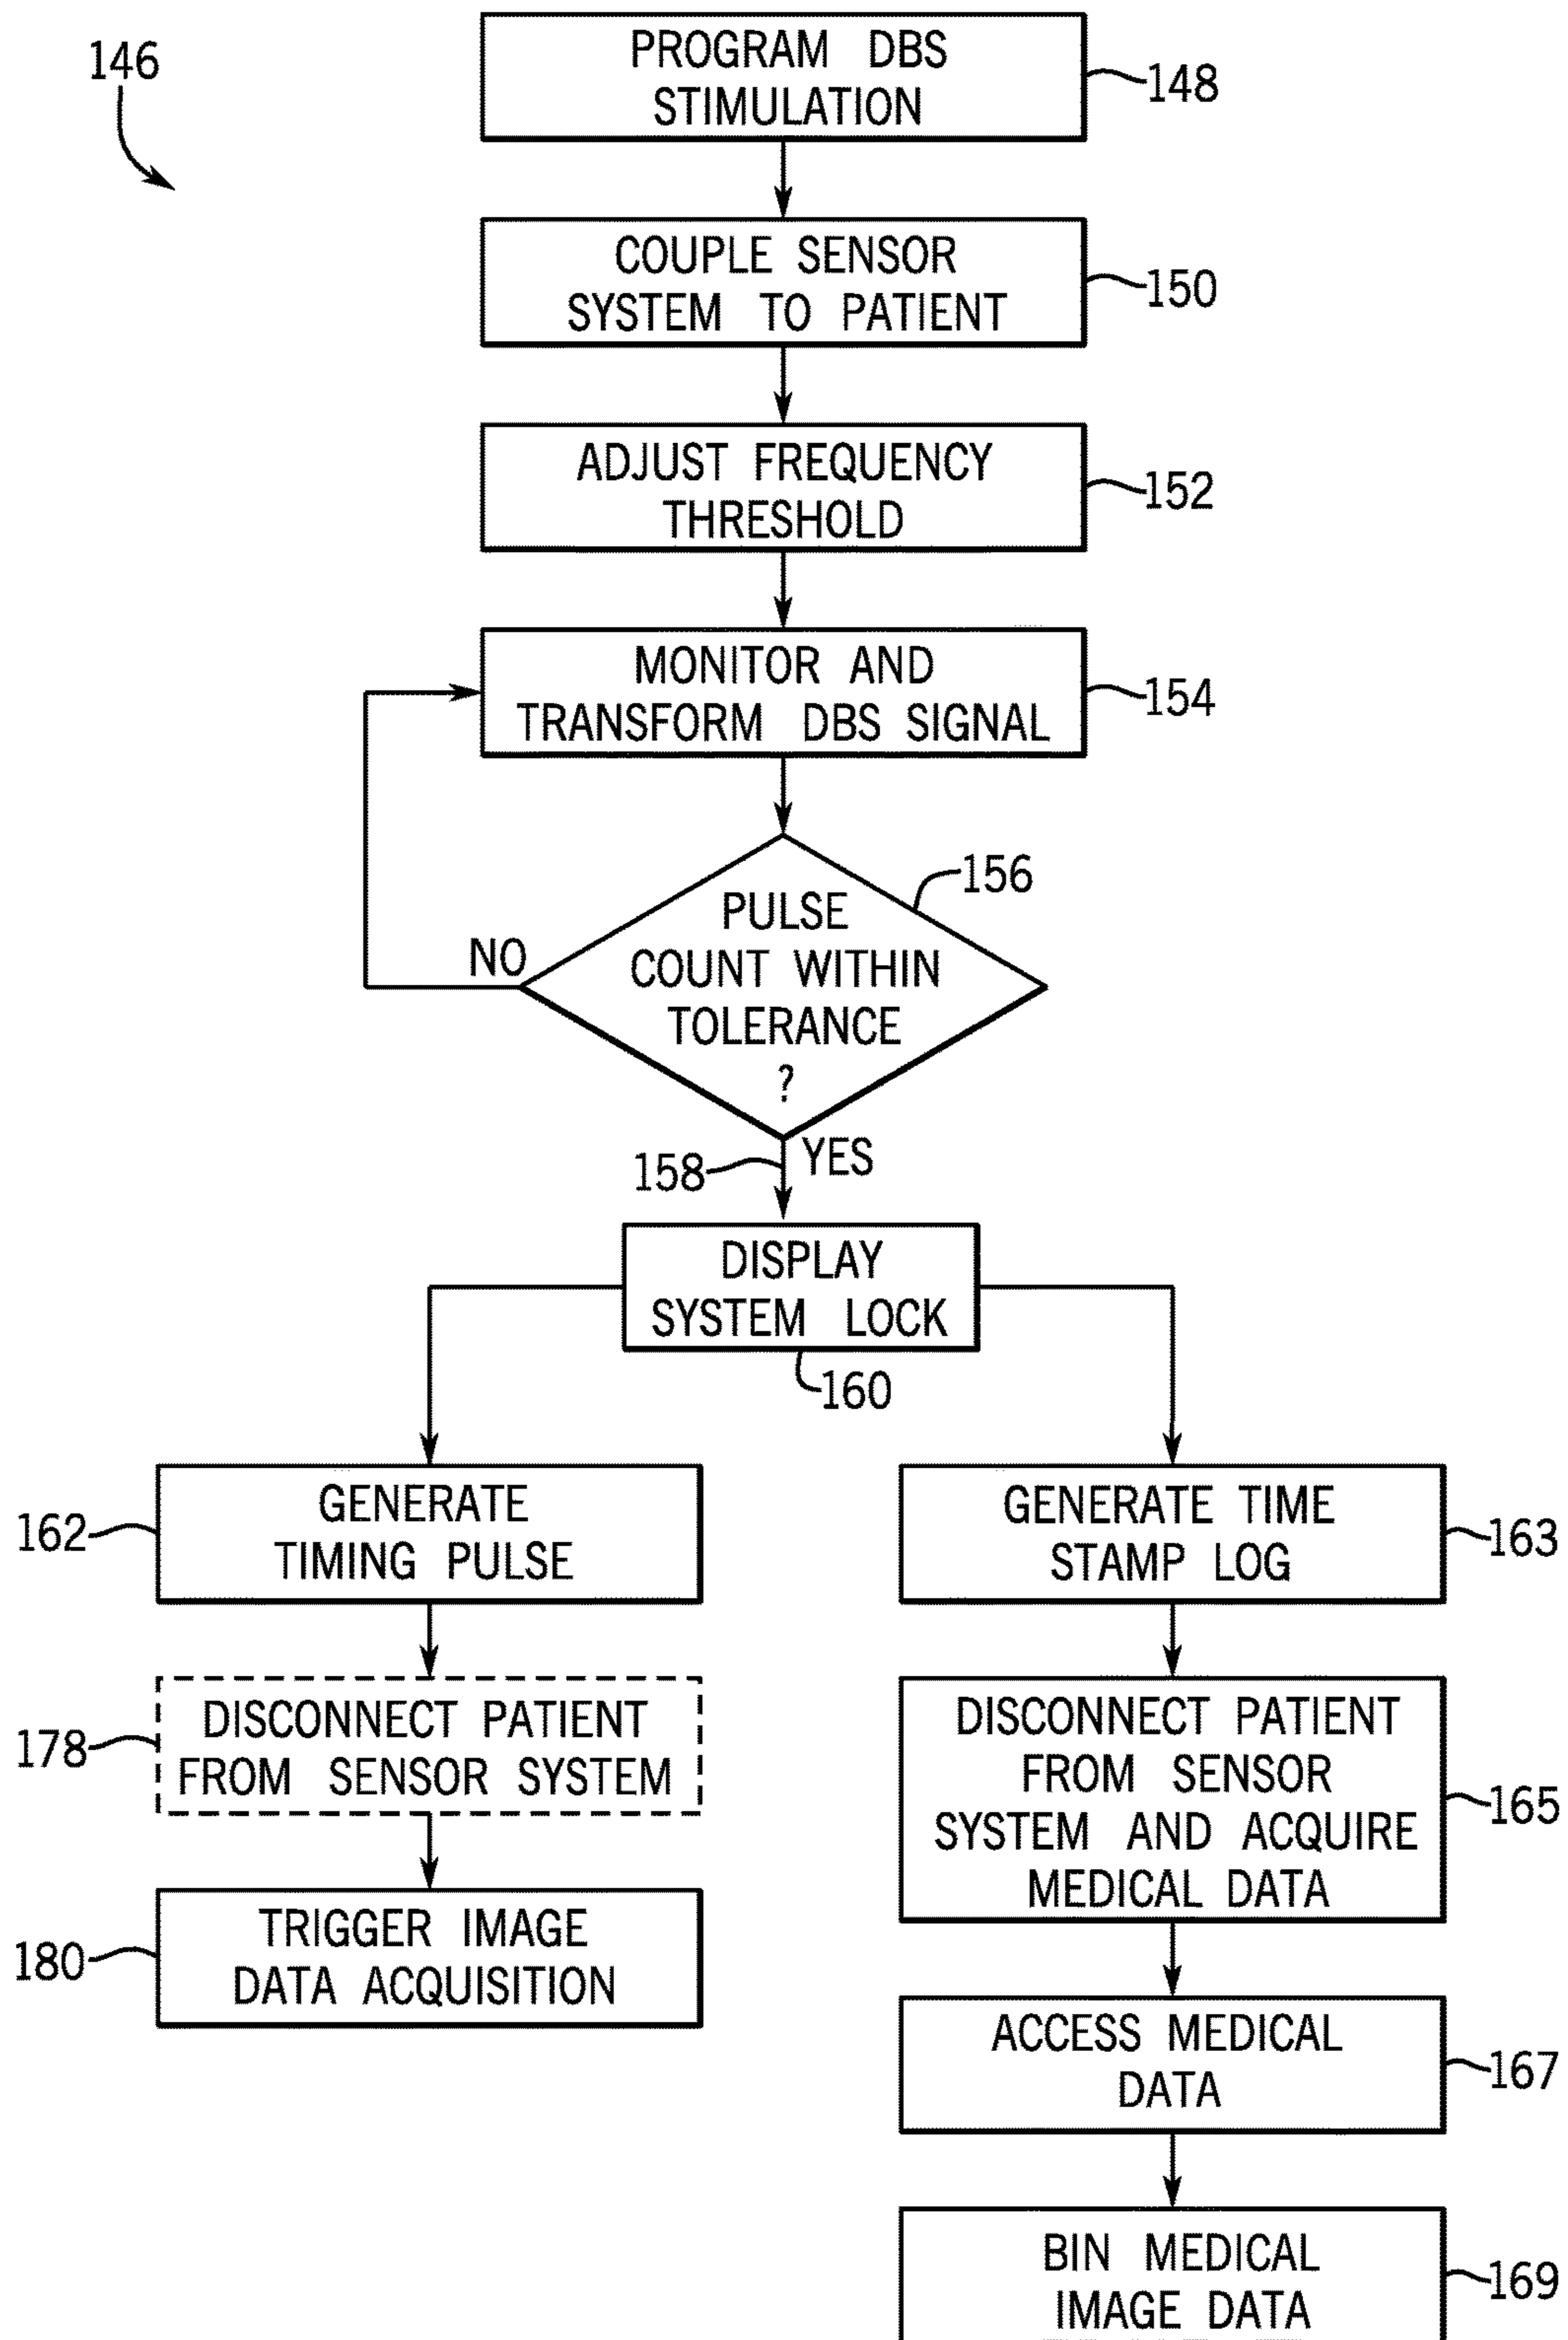 146
PROGRAM DBS
STIMULATION
148
COUPLE SENSOR
SYSTEM TO PATIENT
150
ADJUST FREQUENCY
THRESHOLD
152
MONITOR AND
TRANSFORM DBS SIGNAL
154
PULSE
COUNT WITHIN
TOLERANCE
?
156
NO
158
YES
DISPLAY
SYSTEM LOCK
160
GENERATE
TIMING PULSE
162
DISCONNECT PATIENT
FROM SENSOR SYSTEM
178
TRIGGER IMAGE
DATA ACQUISITION
180
GENERATE TIME
STAMP LOG
163
DISCONNECT PATIENT
FROM SENSOR
SYSTEM AND ACQUIRE
MEDICAL DATA
165
ACCESS MEDICAL
DATA
167
BIN MEDICAL
IMAGE DATA
169